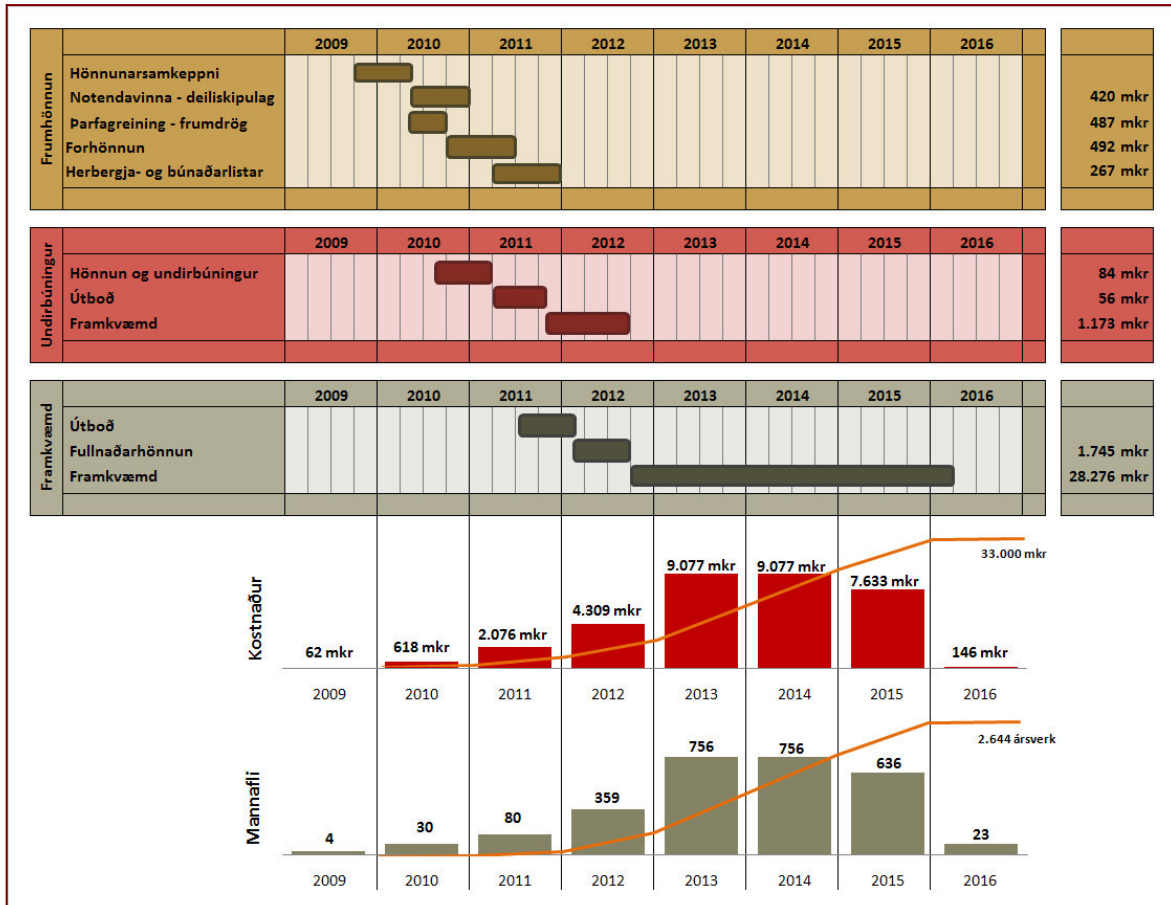 Frumhönnun
2009 2010 2011 2012 2013 2014 2015 2016
Hönnunarsamkeppni
Notendavinna - deiliskipulag 420 mkr
Þarfagreining - frumdrög 487 mkr
Forhönnun 492 mkr
Herbergja- og búnaðarlistar 267 mkr
Undirbúningur
2009 2010 2011 2012 2013 2014 2015 2016
Hönnun og undirbúningur 84 mkr
Útboð 56 mkr
Framkvæmd 1.173 mkr
Framkvæmd
2009 2010 2011 2012 2013 2014 2015 2016
Útboð
Fullnaðarhönnun 1.745 mkr
Framkvæmd 28.276 mkr
Kostnaður
33.000 mkr
62 mkr 618 mkr 2.076 mkr 4.309 mkr 9.077 mkr 9.077 mkr 7.633 mkr 146 mkr
2009 2010 2011 2012 2013 2014 2015 2016
Mannafli
2.644 ársverk
4 30 80 359 756 756 636 23
2009 2010 2011 2012 2013 2014 2015 2016